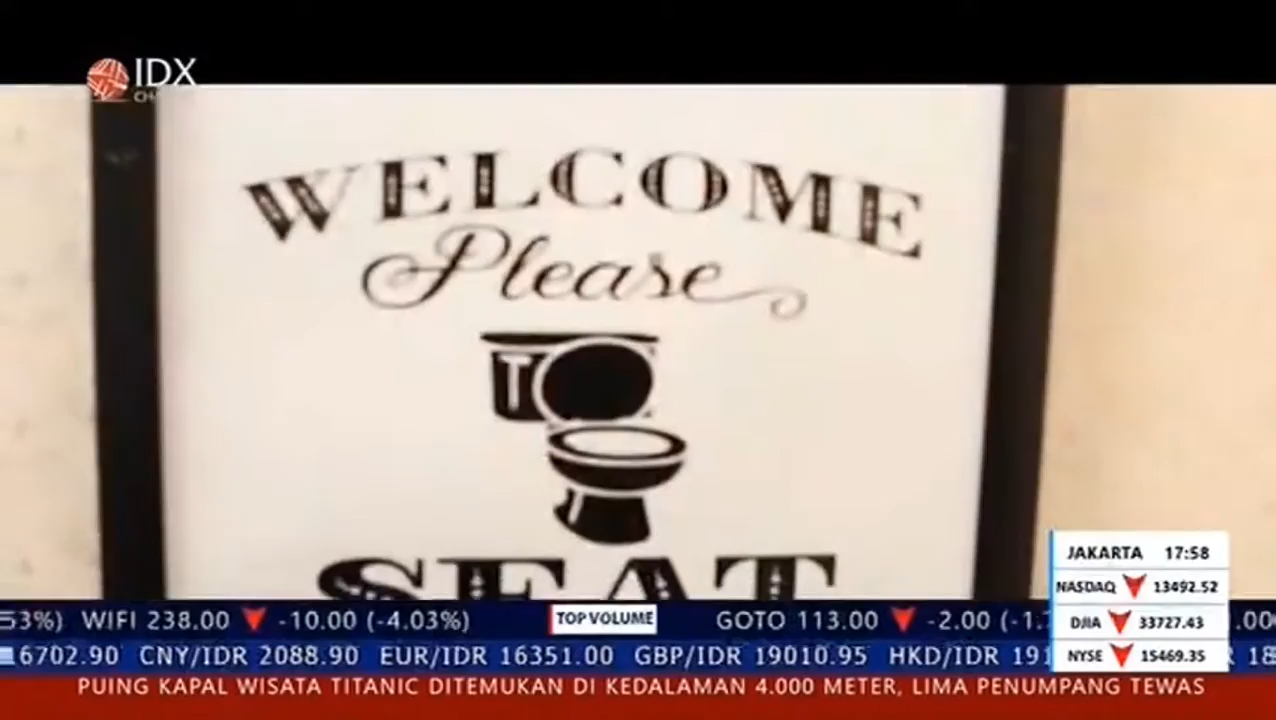 IDX
WELCOME
Please
SEAT
JAKARTA 17:58
NASDAQ 13492.52
DJIA 33727.43
NYSE 15469.35
53%) WIFI 238.00 -10.00 (-4.03%) TOP VOLUME GOTO 113.00 -2.00 (-1.
6702.90 CNY/IDR 2088.90 EUR/IDR 16351.00 GBP/IDR 19010.95 HKD/IDR 191
PUING KAPAL WISATA TITANIC DITEMUKAN DI KEDALAMAN 4.000 METER, LIMA PENUMPANG TEWAS